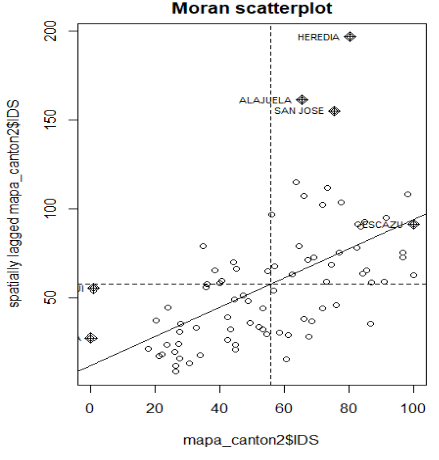 Moran scatterplot
spatially lagged mapa_canton2$IDS
200
150
100
50
HEREDIA
ALAJUELA
SAN JOSE
ESCAZU
0
20
40
60
80
100
mapa_canton2$IDS